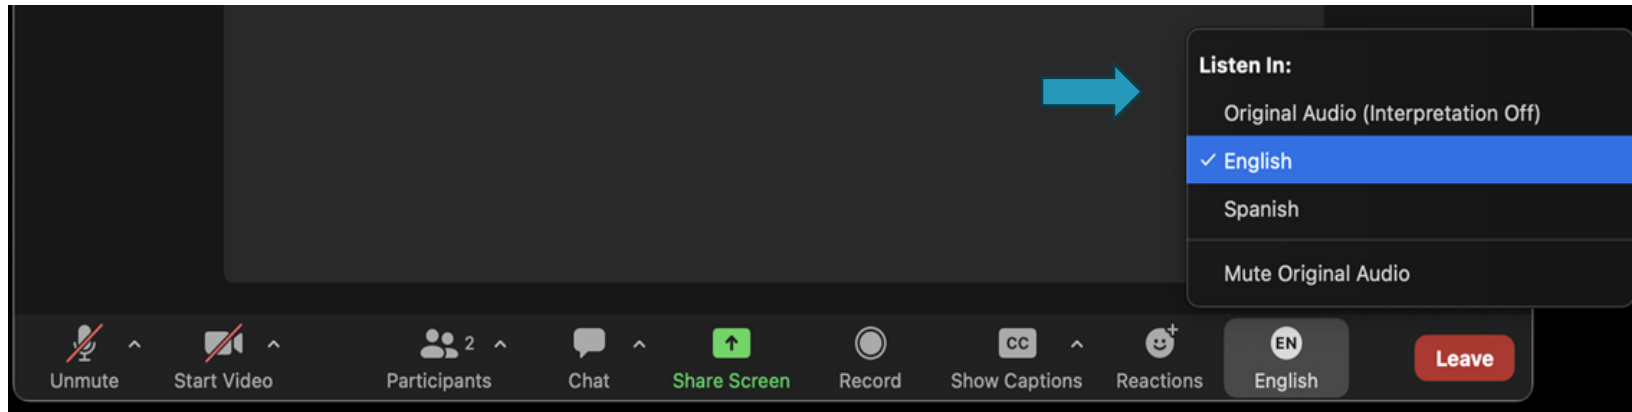 Listen In:
Original Audio (Interpretation Off)
English
Spanish
Mute Original Audio
2
CC
EN
Unmute
Start Video
Participants
Chat
Share Screen
Record
Show Captions
Reactions
English
Leave